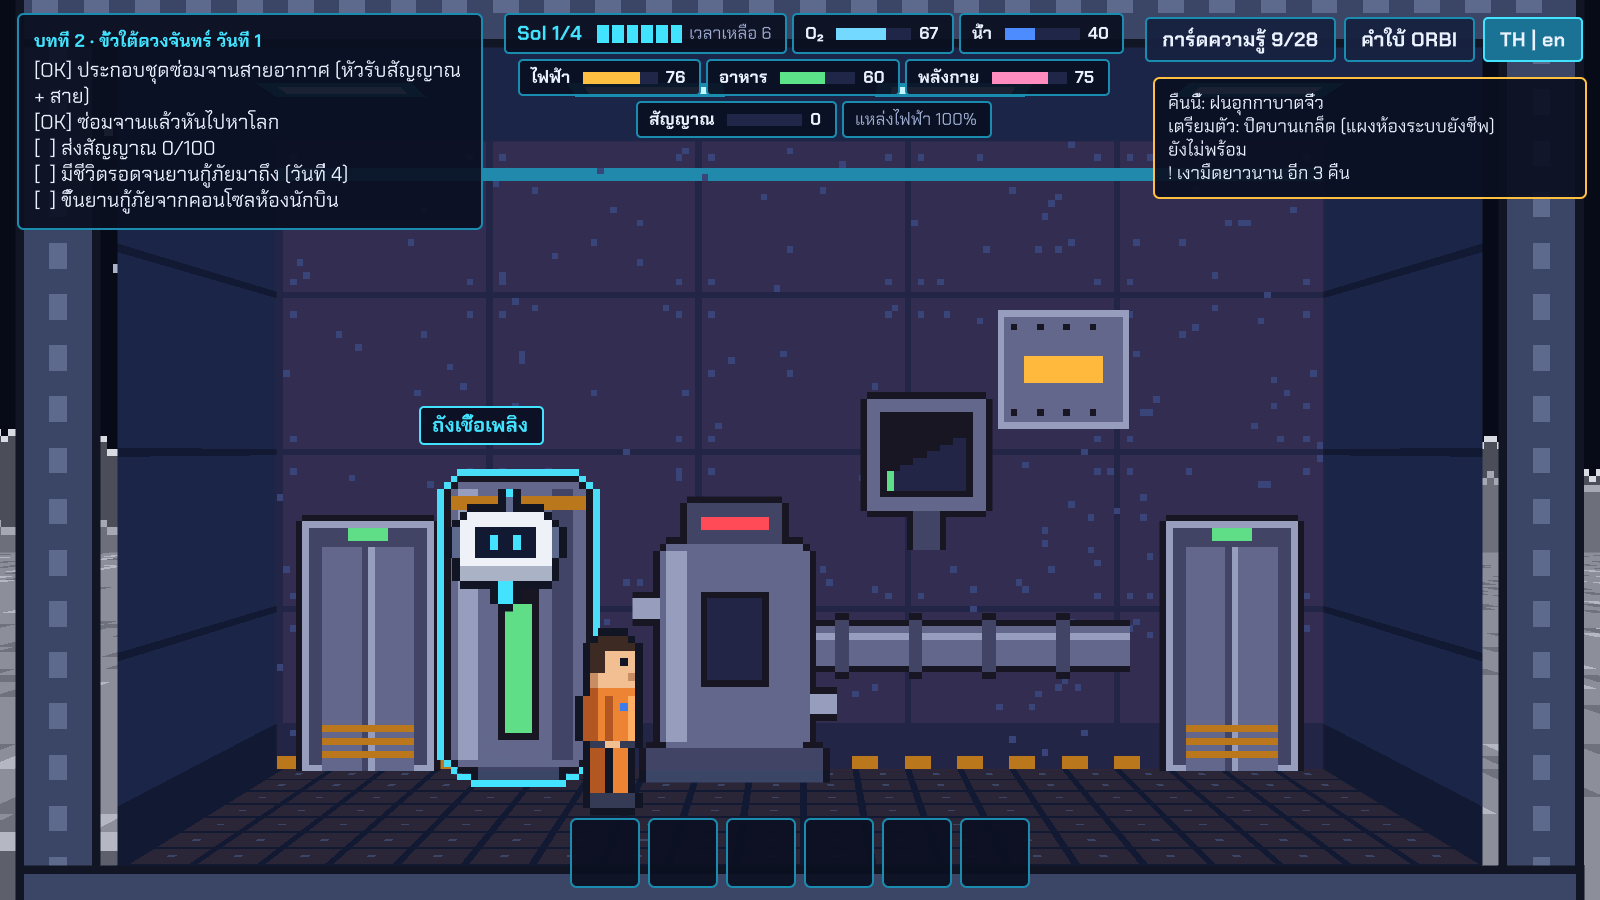 บทที่ 2 · ขั้วใต้ดวงจันทร์ วันที่ 1
[OK] ประกอบชุดซ่อมจานสายอากาศ (หัวรับสัญญาณ
+ สาย)
[OK] ซ่อมจานแล้วหันไปหาโลก
[ ] ส่งสัญญาณ 0/100
[ ] มีชีวิตรอดจนยานกู้ภัยมาถึง (วันที่ 4)
[ ] ขึ้นยานกู้ภัยจากคอนโซลห้องนักบิน
Sol 1/4 เวลาเหลือ 6
O₂ 67
น้ำ 40
ไฟฟ้า 76
อาหาร 60
พลังกาย 75
สัญญาณ 0
แหล่งไฟฟ้า 100%
การ์ดความรู้ 9/28
คำใบ้ ORBI
TH | en
คืนนี้: ฝนอุกกาบาตจิ๋ว
เตรียมตัว: ปิดบานเกล็ด (แผงห้องระบบยังชีพ)
ยังไม่พร้อม
! เงามืดยาวนาน อีก 3 คืน
ถังเชื้อเพลิง